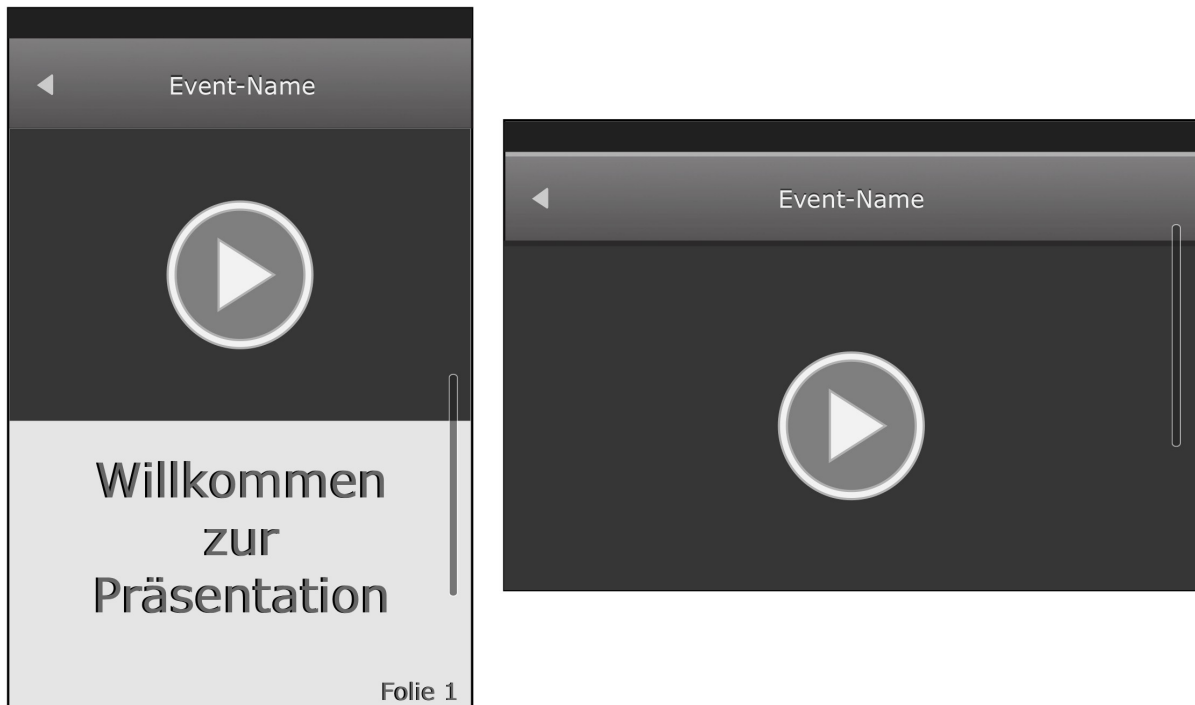 Event-Name
Willkommen
zur
Präsentation
Folie 1
Event-Name